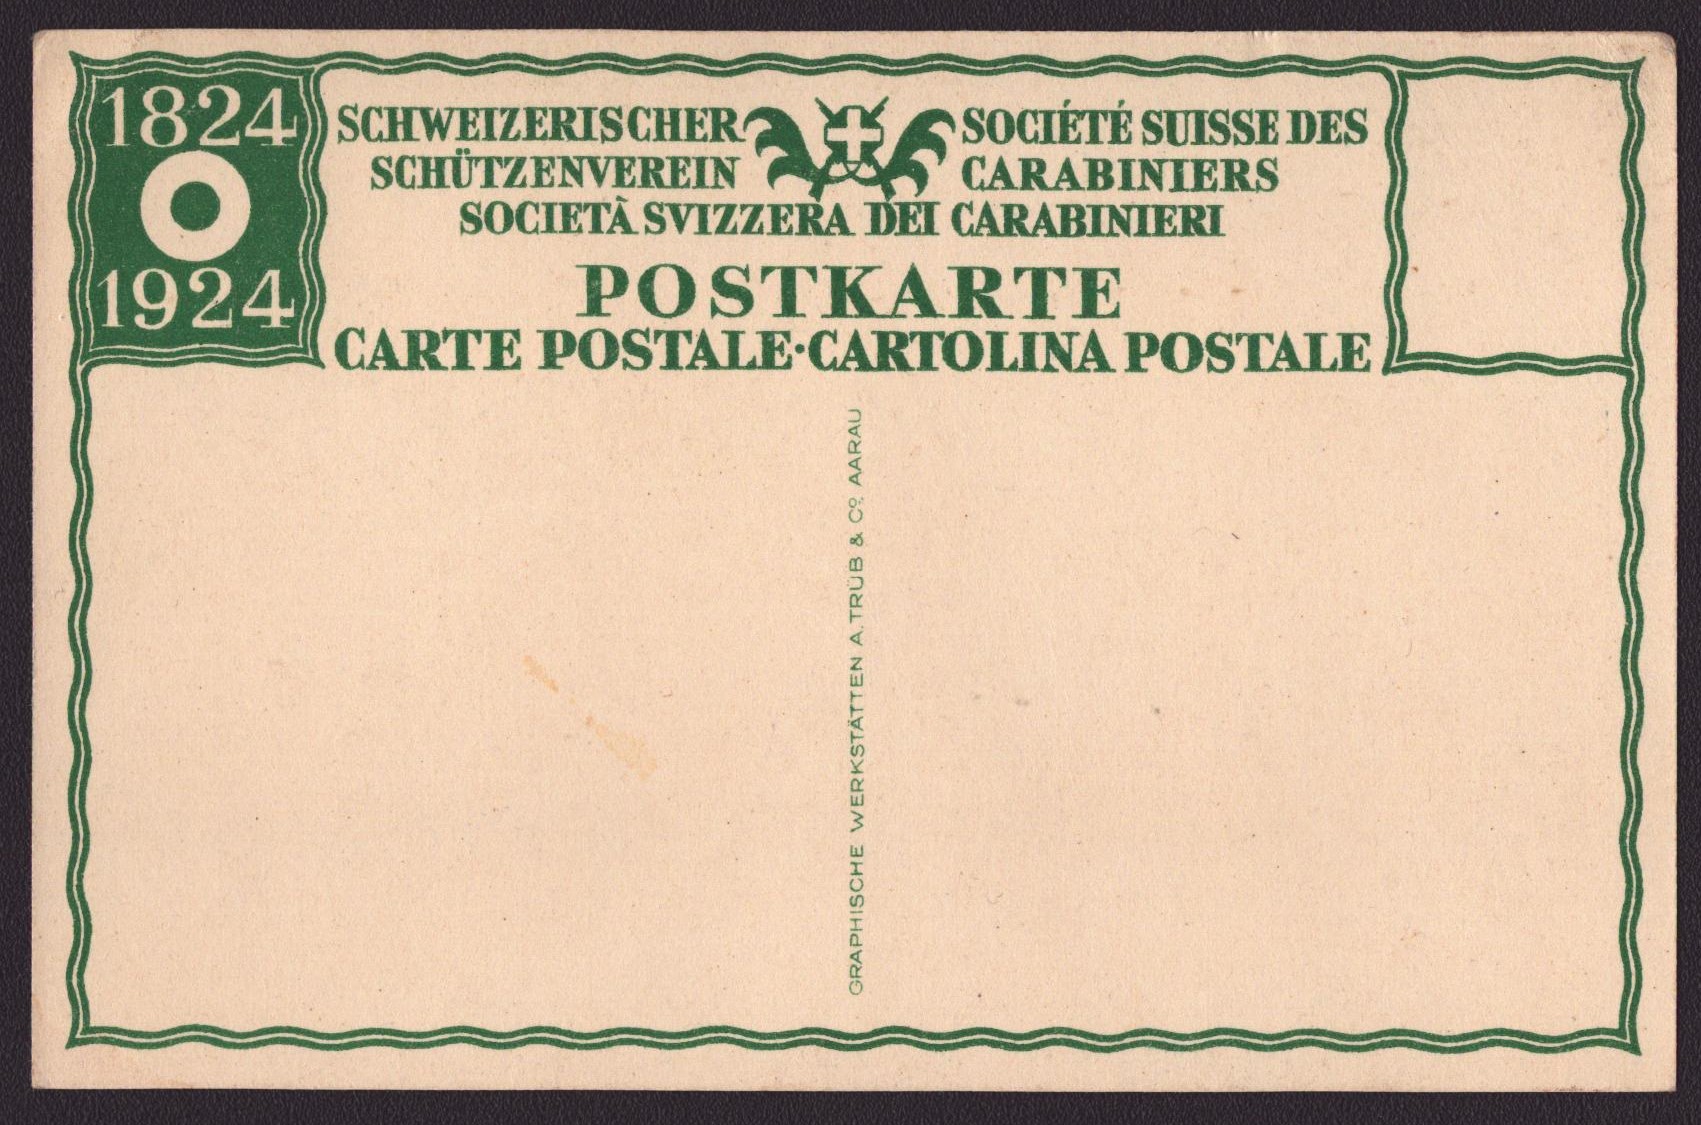 1824
1924
SCHWEIZERISCHER
SCHÜTZENVEREIN
SOCIÉTÉ SUISSE DES
CARABINIERS
SOCIETÀ SVIZZERA DEI CARABINIERI
POSTKARTE
CARTE POSTALE·CARTOLINA POSTALE
GRAPHISCHE WERKSTÄTTEN A. TRÜB & Co. AARAU